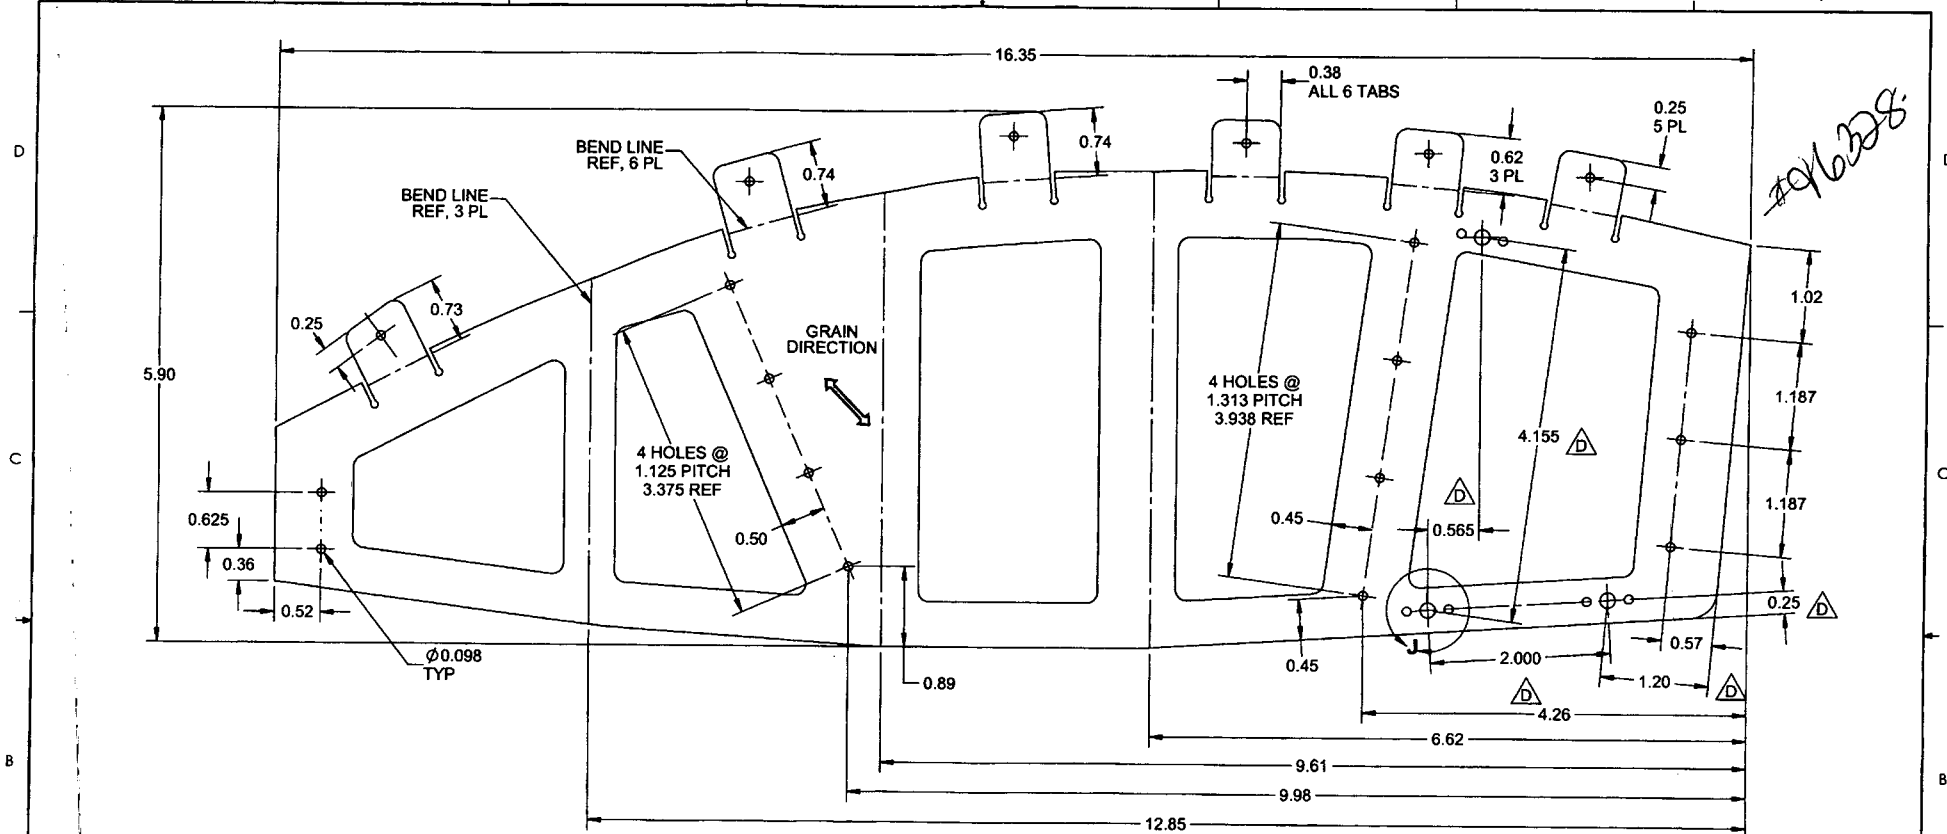 16.35
0.38
ALL 6 TABS
0.25
5 PL
#96328
D
BEND LINE
REF, 6 PL
0.74
0.74
0.62
3 PL
BEND LINE
REF, 3 PL
0.73
0.25
1.02
GRAIN
DIRECTION
5.90
4 HOLES @
1.313 PITCH
3.938 REF
1.187
4.155
D
C
C
4 HOLES @
1.125 PITCH
3.375 REF
D
1.187
0.625
0.50
0.45
0.565
0.36
0.52
0.25
D
Ø0.098
TYP
0.89
0.45
J
2.000
0.57
1.20
D
D
4.26
6.62
B
9.61
B
9.98
12.85